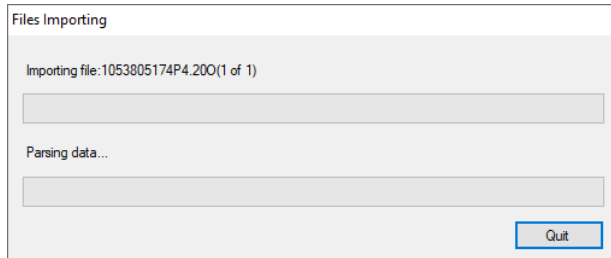 Files Importing
Importing file:1053805174P4.20O(1 of 1)
Parsing data...
Quit